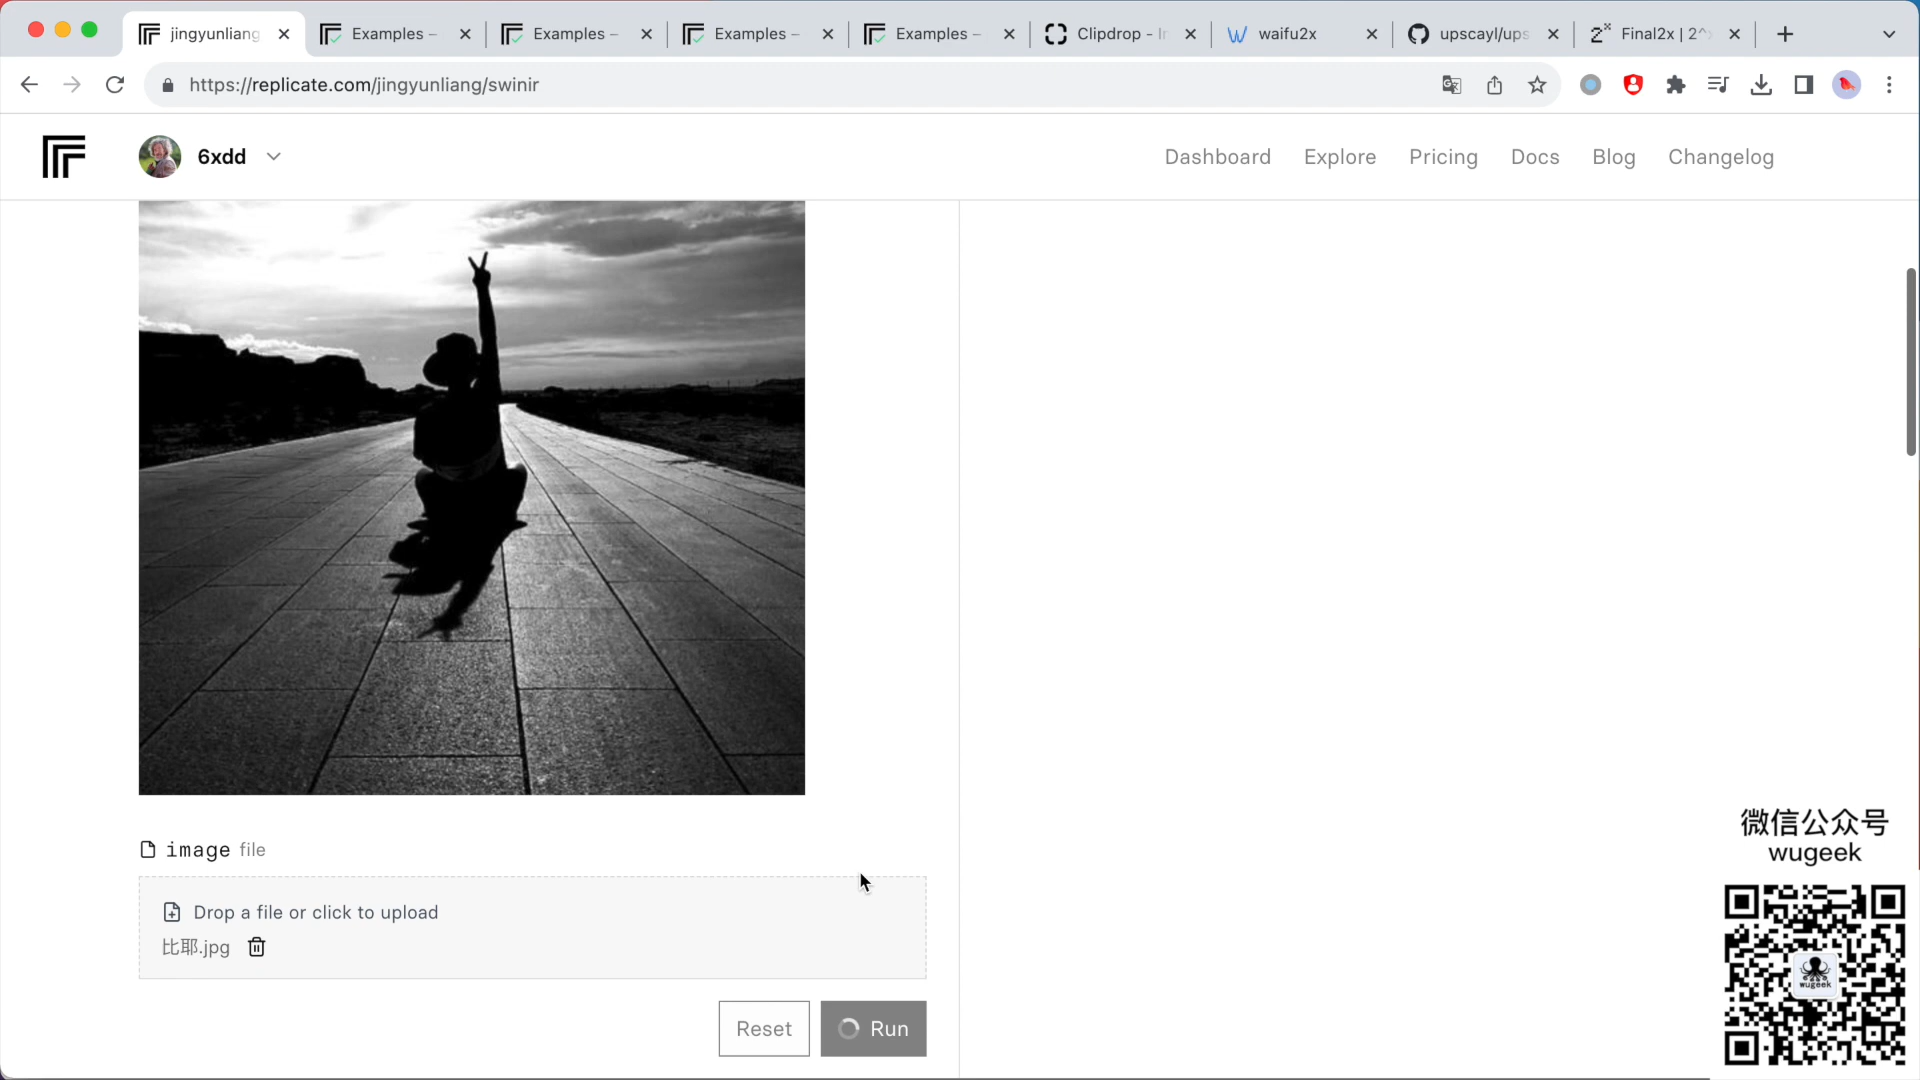 jingyunliang
Examples –
Examples –
Examples –
Examples –
Clipdrop - In
waifu2x
upscayl/ups
Final2x | 2^
https://replicate.com/jingyunliang/swinir
6xdd
Dashboard
Explore
Pricing
Docs
Blog
Changelog
image file
Drop a file or click to upload
比耶.jpg
Reset
Run
微信公众号
wugeek
wugeek